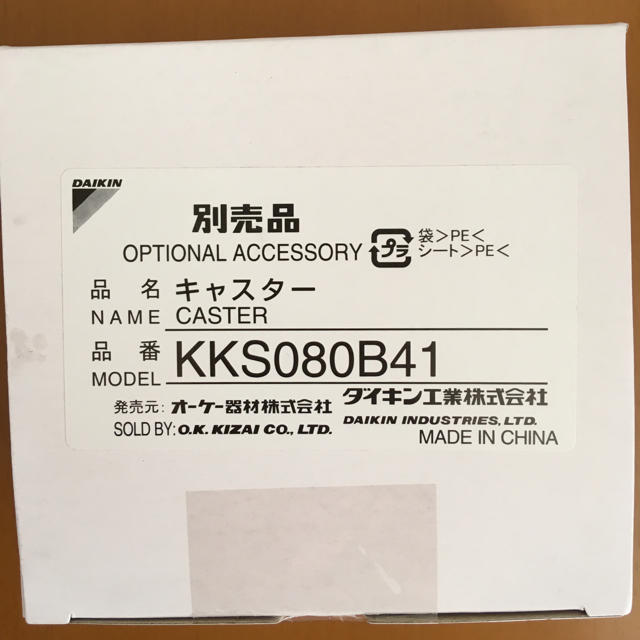 DAIKIN
別売品
OPTIONAL ACCESSORY
プラ
袋>PE<
シート>PE<
品名 キャスター
NAME CASTER
品番 KKS080B41
MODEL
発売元: オーケー器材株式会社 ダイキン工業株式会社
SOLD BY: O.K. KIZAI CO., LTD. DAIKIN INDUSTRIES, LTD.
MADE IN CHINA